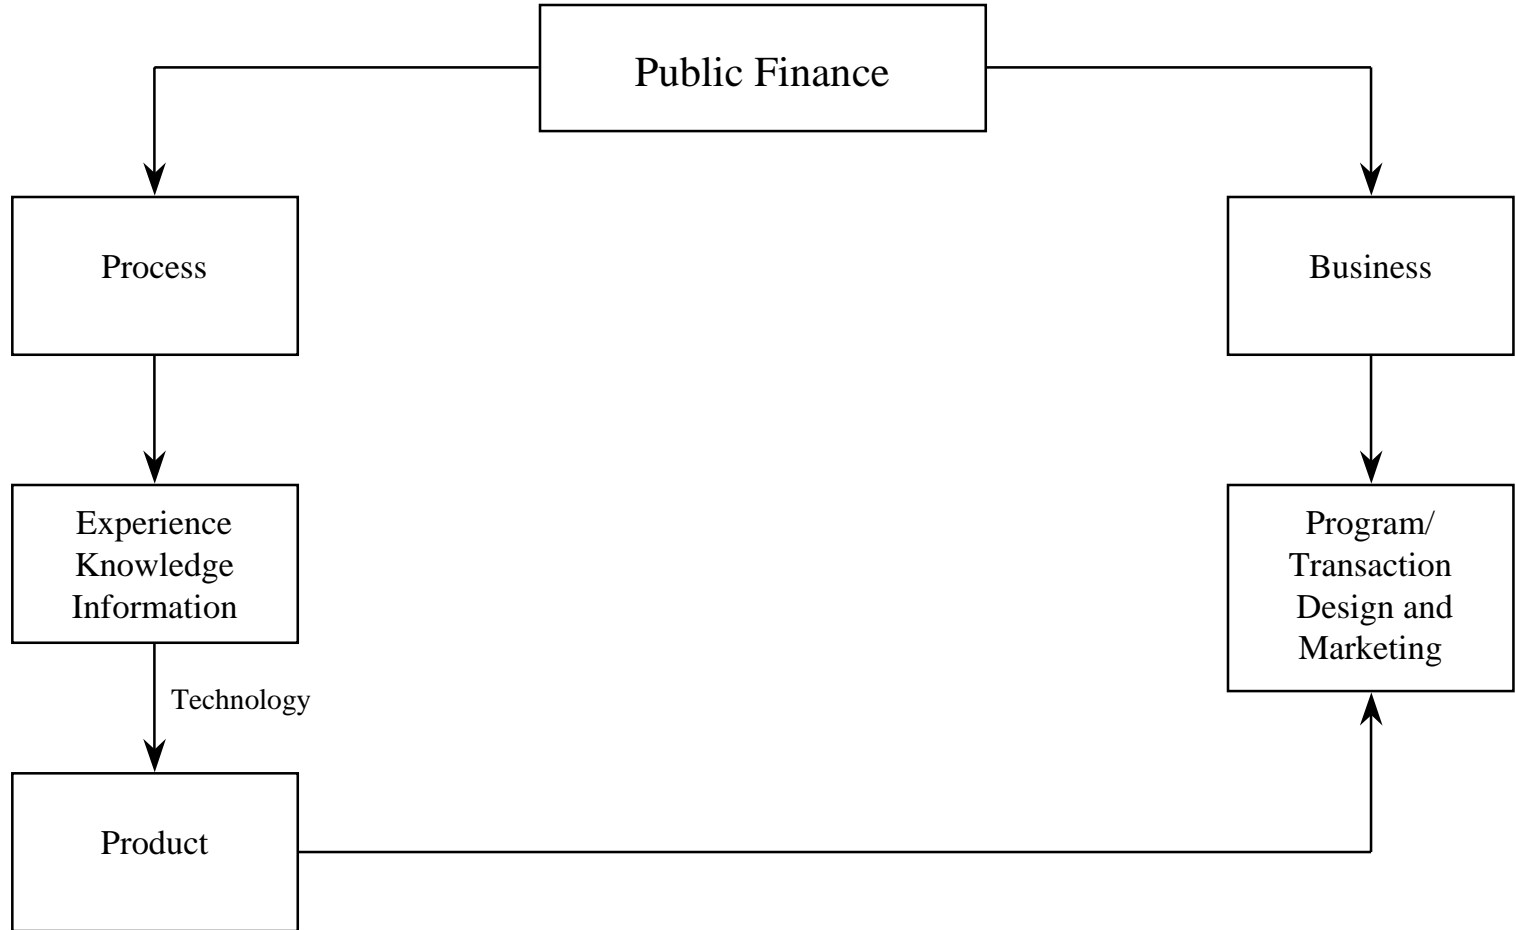 Public Finance
Process
Business
Experience
Knowledge
Information
Program/
Transaction
Design and
Marketing
Technology
Product